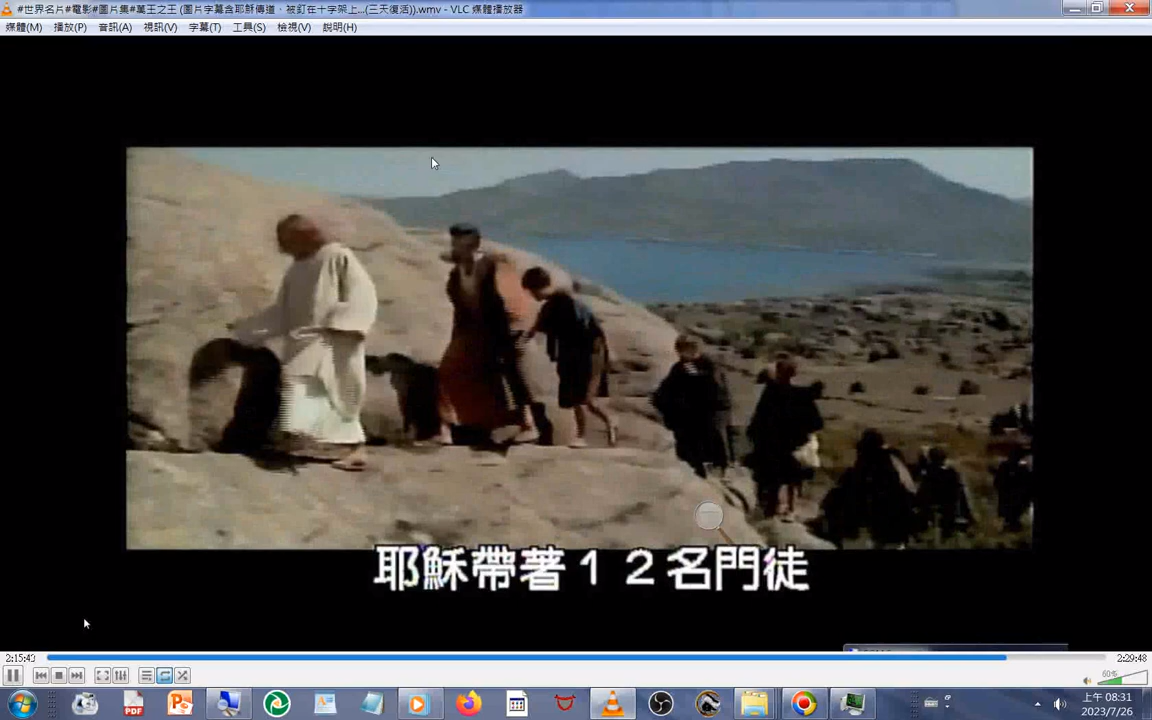 #世界名片#電影#圖片集#萬王之王 (圖片字幕含耶穌傳道﹑被釘在十字架上...(三天復活)).wmv - VLC 媒體播放器
媒體(M) 播放(P) 音訊(A) 視訊(V) 字幕(T) 工具(S) 檢視(V) 說明(H)
耶穌帶著１２名門徒
2:15:43 2:29:48
60%
PDF
上午 08:31
2023/7/26